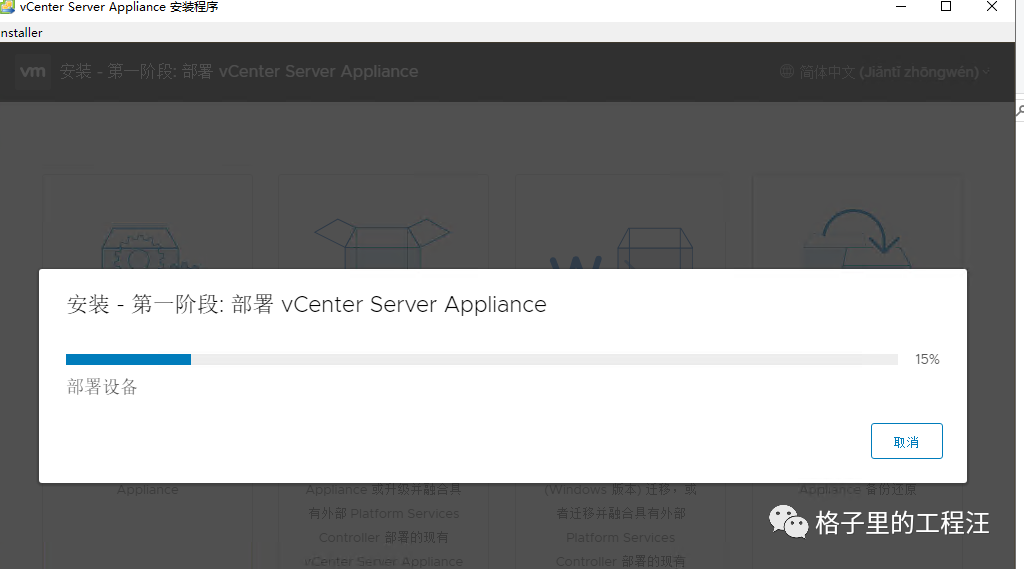 vCenter Server Appliance 安装程序
nstaller
vm 安装 - 第一阶段: 部署 vCenter Server Appliance
简体中文 (Jiǎntǐ zhōngwén)
安装 - 第一阶段: 部署 vCenter Server Appliance
15%
部署设备
取消
Appliance
Appliance 或升级并融合具
有外部 Platform Services
Controller 部署的现有
vCenter Server Appliance
(Windows 版本) 迁移，或
者迁移并融合具有外部
Platform Services
Controller 部署的现有
Appliance 备份还原
格子里的工程汪